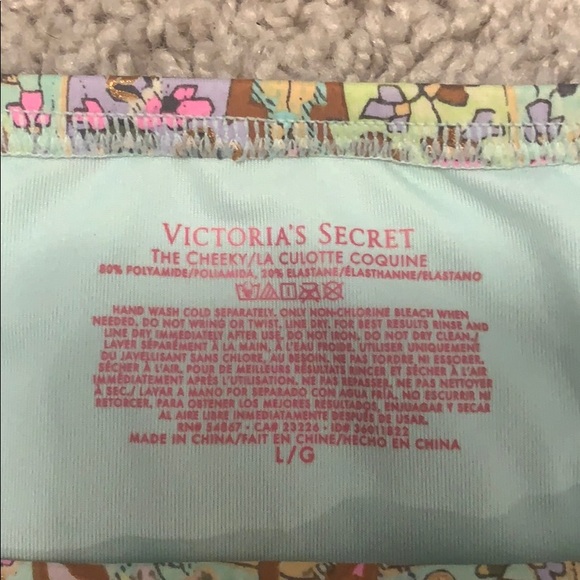 VICTORIA'S SECRET
THE CHEEKY/LA CULOTTE COQUINE
80% POLYAMIDE/POLIAMIDA, 20% ELASTANE/ÉLASTHANNE/ELASTANO
HAND WASH COLD SEPARATELY. ONLY NON-CHLORINE BLEACH WHEN
NEEDED. DO NOT WRING OR TWIST. LINE DRY. FOR BEST RESULTS RINSE AND
LINE DRY IMMEDIATELY AFTER USE. DO NOT IRON. DO NOT DRY CLEAN./
LAVER SÉPARÉMENT À LA MAIN, À L'EAU FROIDE. UTILISER UNIQUEMENT
DU JAVELLISANT SANS CHLORE, AU BESOIN. NE PAS TORDRE NI ESSORER.
SÉCHER À L'AIR. POUR DE MEILLEURS RÉSULTATS RINCER ET SÉCHER À L'AIR
IMMÉDIATEMENT APRÈS L'UTILISATION. NE PAS REPASSER. NE PAS NETTOYER
À SEC./ LAVAR A MANO POR SEPARADO CON AGUA FRÍA. NO ESCURRIR NI
RETORCER. PARA OBTENER LOS MEJORES RESULTADOS, ENJUAGAR Y SECAR
AL AIRE LIBRE INMEDIATAMENTE DESPUÉS DE USAR.
RN# 54867 • CA# 23226 • ID# 36011822
MADE IN CHINA/FAIT EN CHINE/HECHO EN CHINA
L/G